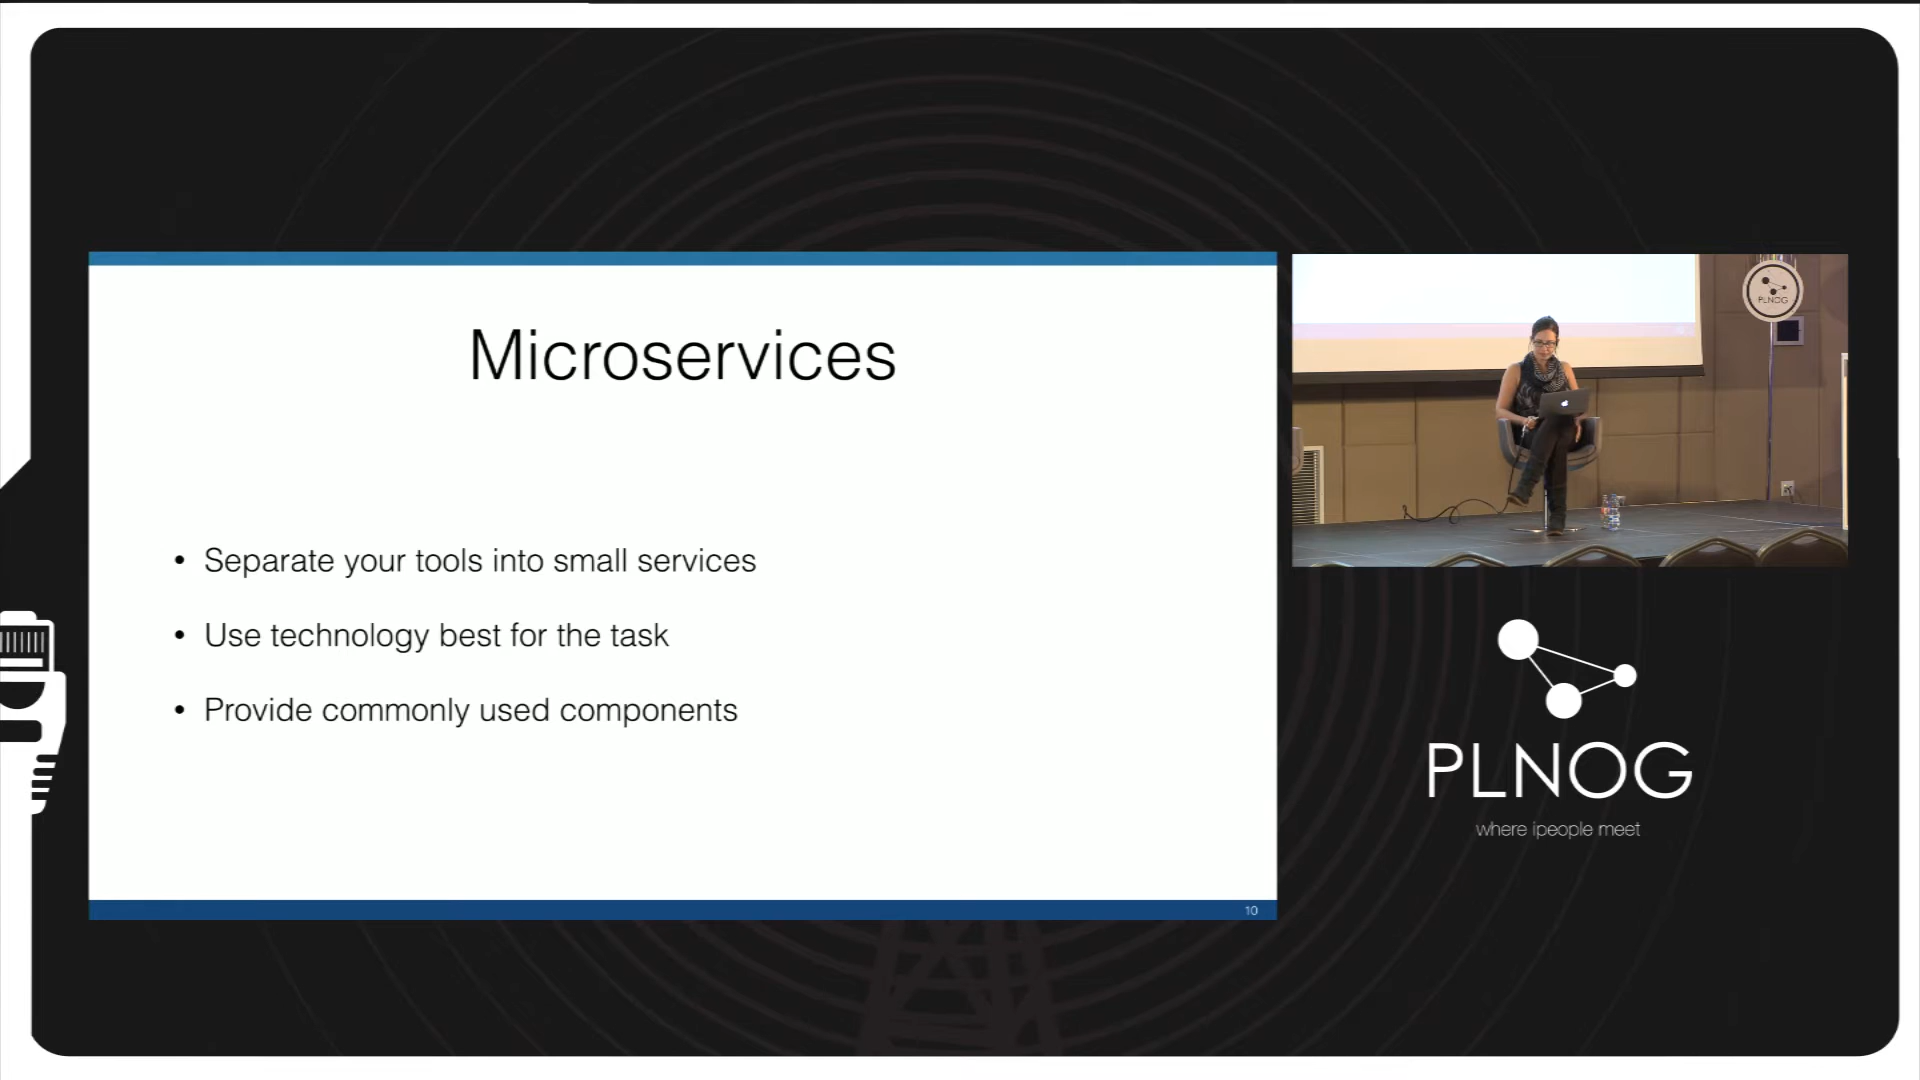 Microservices
• Separate your tools into small services
• Use technology best for the task
• Provide commonly used components
10
PLNOG
PLNOG
where ipeople meet